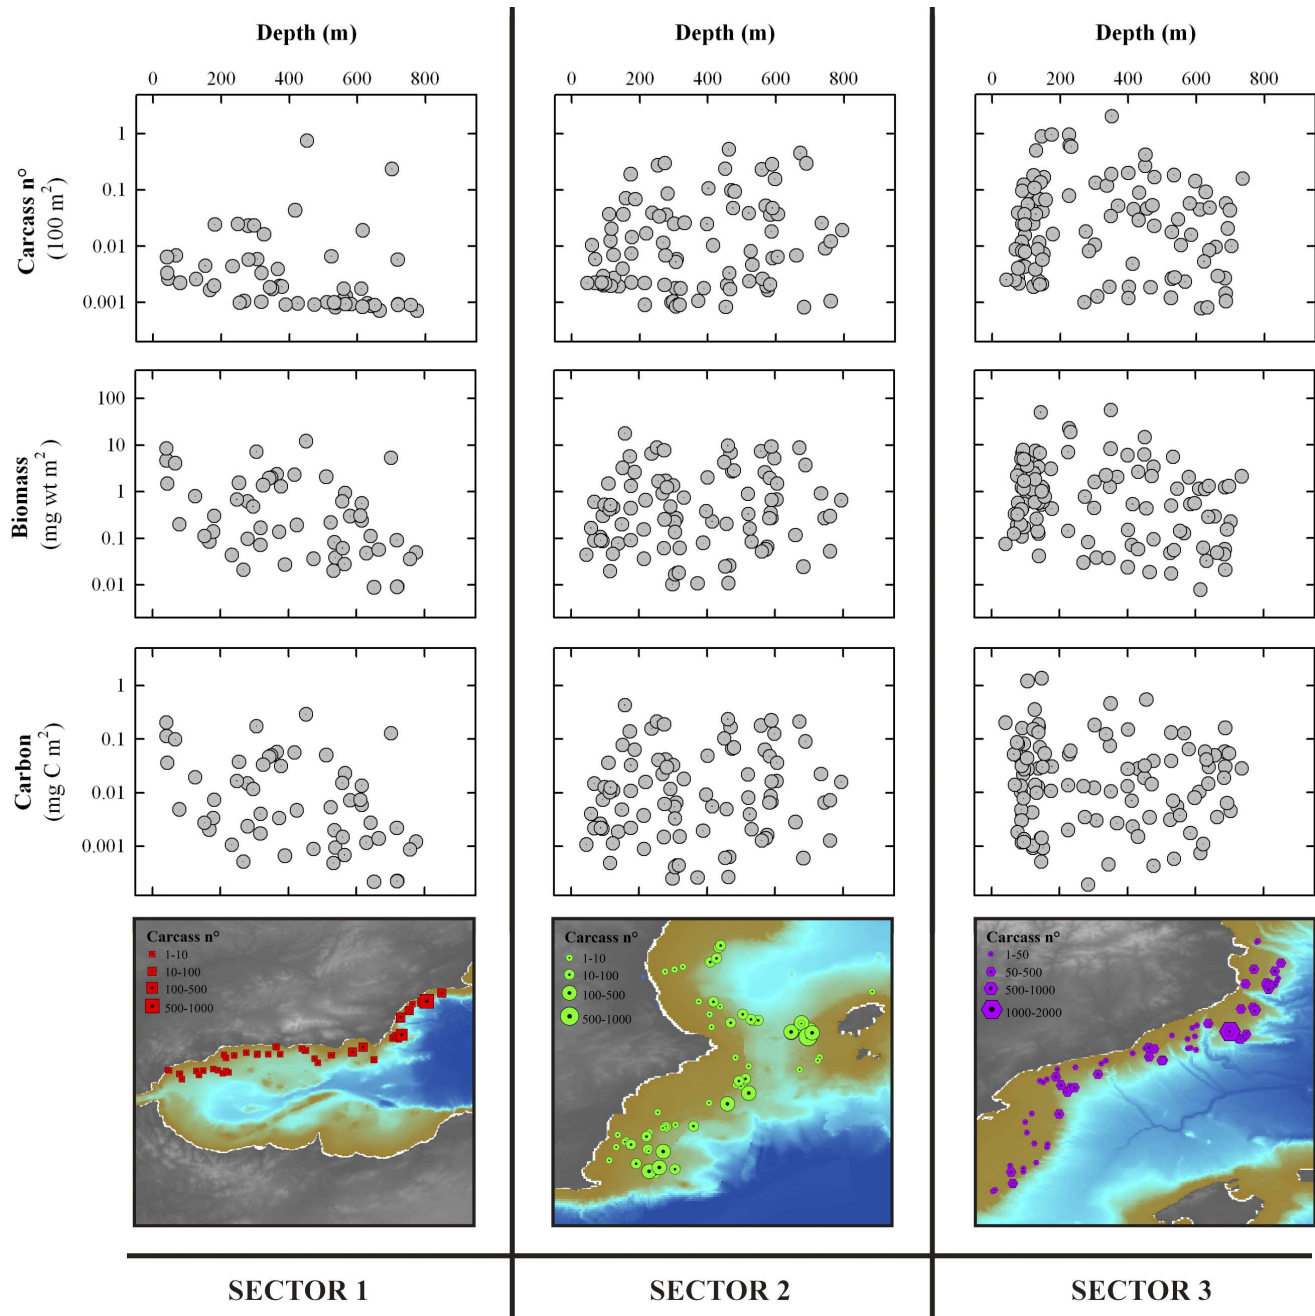 Depth (m)
Depth (m)
Depth (m)
0 200 400 600 800
0 200 400 600 800
0 200 400 600 800
Carcass n°
(100 m²)
1
0.1
0.01
0.001
Biomass
(mg wt m²)
100
10
1
0.1
0.01
Carbon
(mg C m²)
1
0.1
0.01
0.001
Carcass n°
1-10
10-100
100-500
500-1000
Carcass n°
1-10
10-100
100-500
500-1000
Carcass n°
1-50
50-500
500-1000
1000-2000
SECTOR 1
SECTOR 2
SECTOR 3